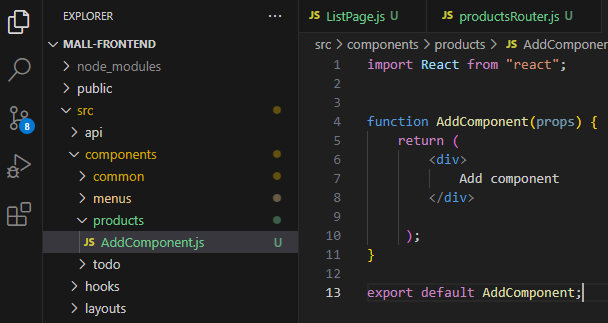 EXPLORER
MALL-FRONTEND
node_modules
public
src
api
components
common
menus
products
JS AddComponent.js U
todo
hooks
layouts
8
JS ListPage.js U
JS productsRouter.js U
src > components > products > JS AddComponen
1 import React from "react";
2
3
4 function AddComponent(props) {
5 return (
6 <div>
7 Add component
8 </div>
9
10 );
11 }
12
13 export default AddComponent;